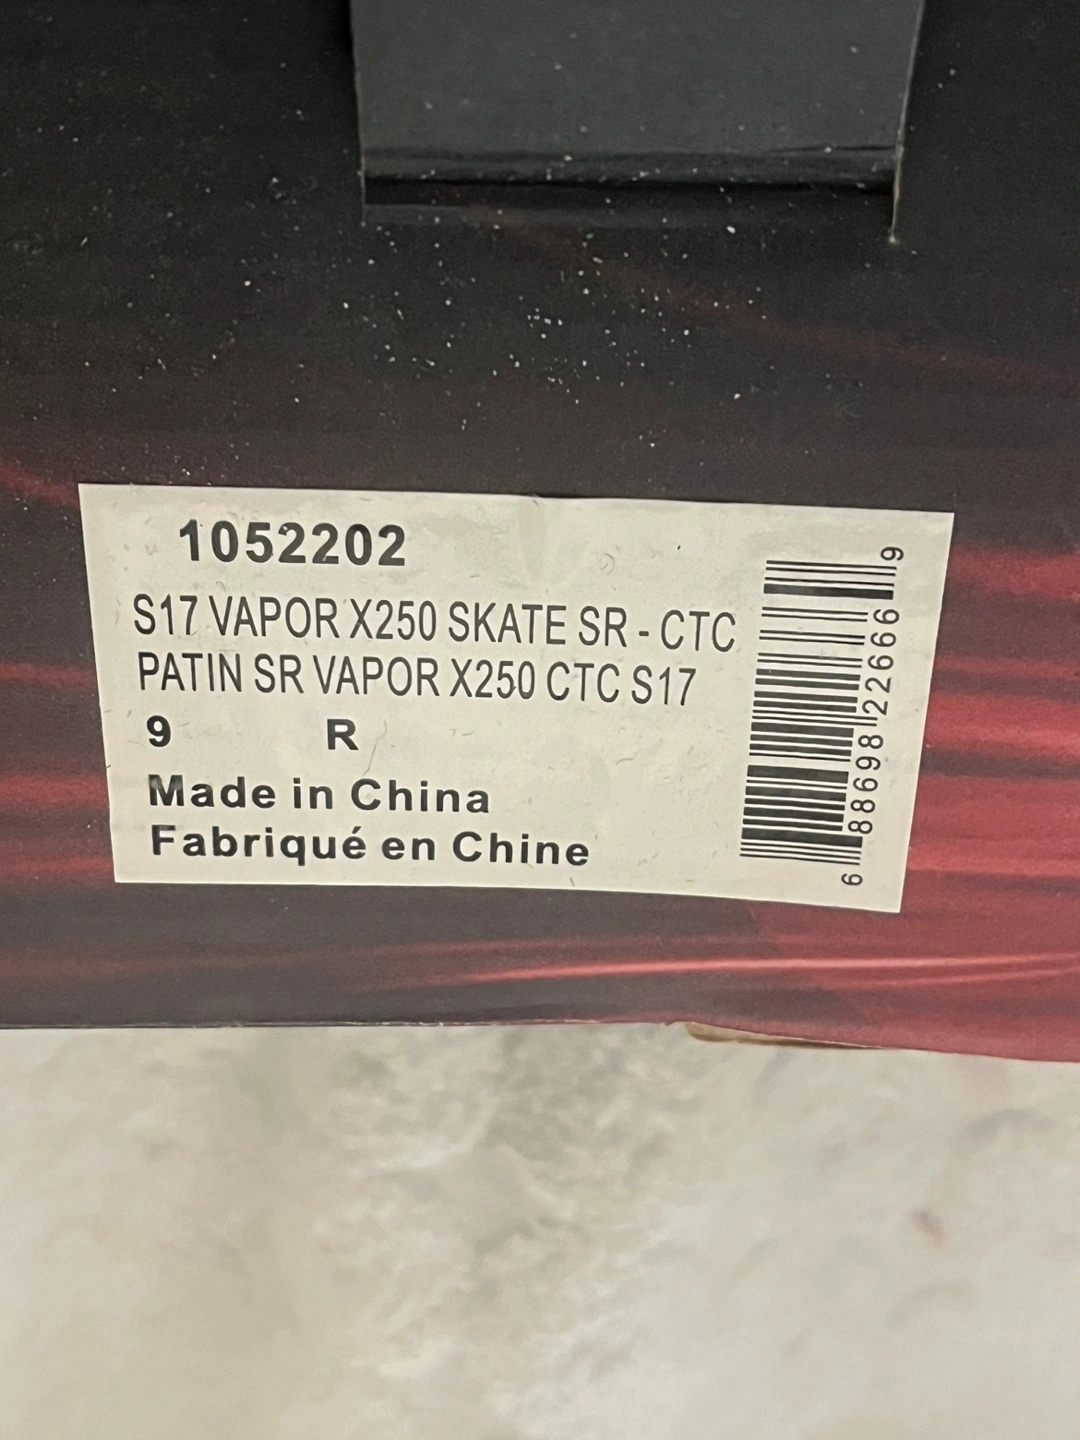 1052202
S17 VAPOR X250 SKATE SR - CTC
PATIN SR VAPOR X250 CTC S17
9 R
Made in China
Fabriqué en Chine
6 88698 22666 9